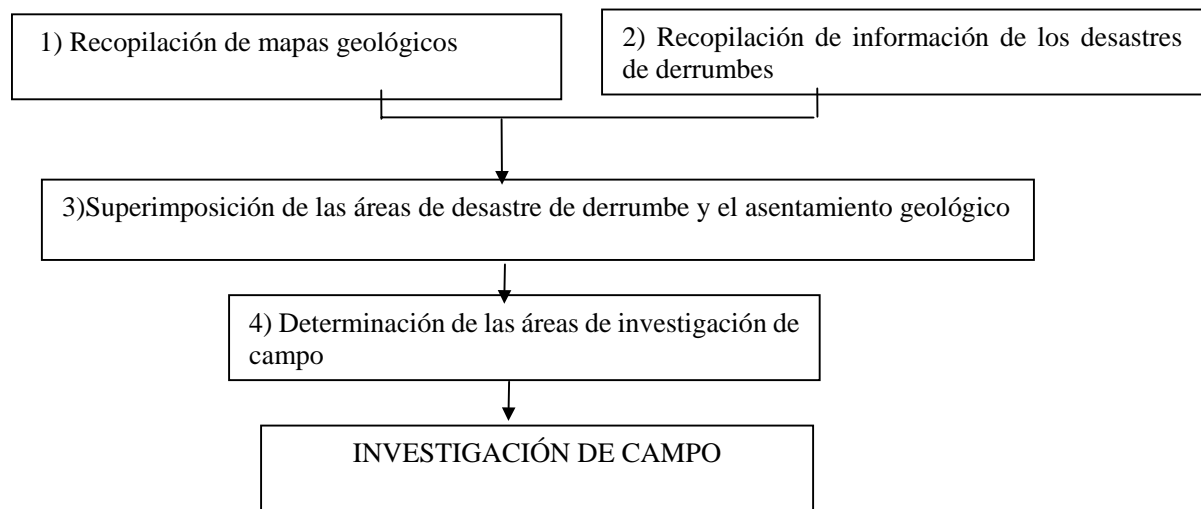 1) Recopilación de mapas geológicos
2) Recopilación de información de los desastres
de derrumbes
3)Superimposición de las áreas de desastre de derrumbe y el asentamiento geológico
4) Determinación de las áreas de investigación de
campo
INVESTIGACIÓN DE CAMPO